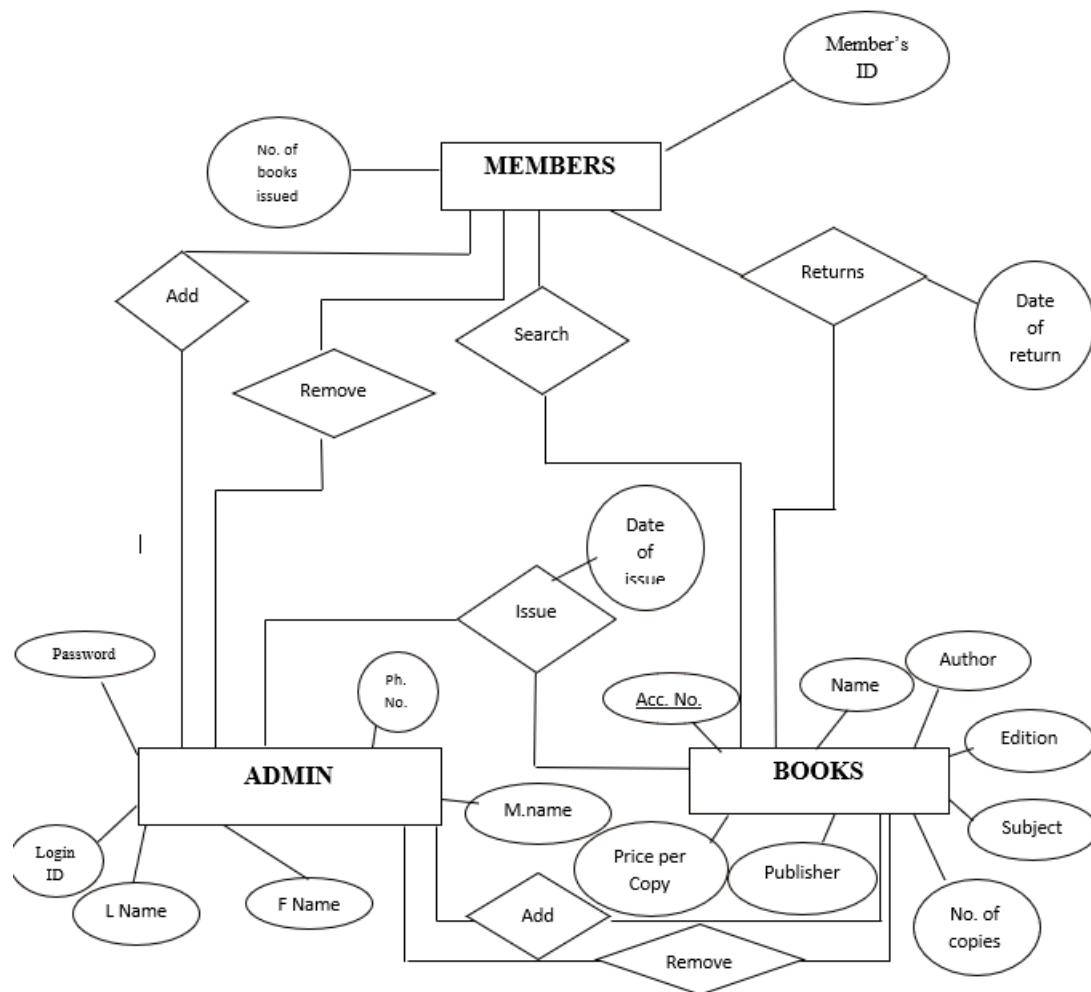 Member's
ID
No. of
books
issued
MEMBERS
Add
Returns
Search
Date
of
return
Remove
Date
of
issue
Issue
Password
Ph.
No.
Acc. No.
Name
Author
Edition
ADMIN
BOOKS
M.name
Subject
Login
ID
L Name
F Name
Price per
Copy
Publisher
Add
No. of
copies
Remove